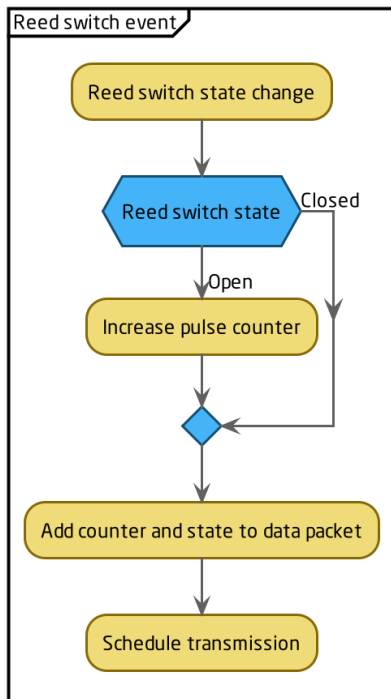 Reed switch event
Reed switch state change
Reed switch state
Closed
Open
Increase pulse counter
Add counter and state to data packet
Schedule transmission